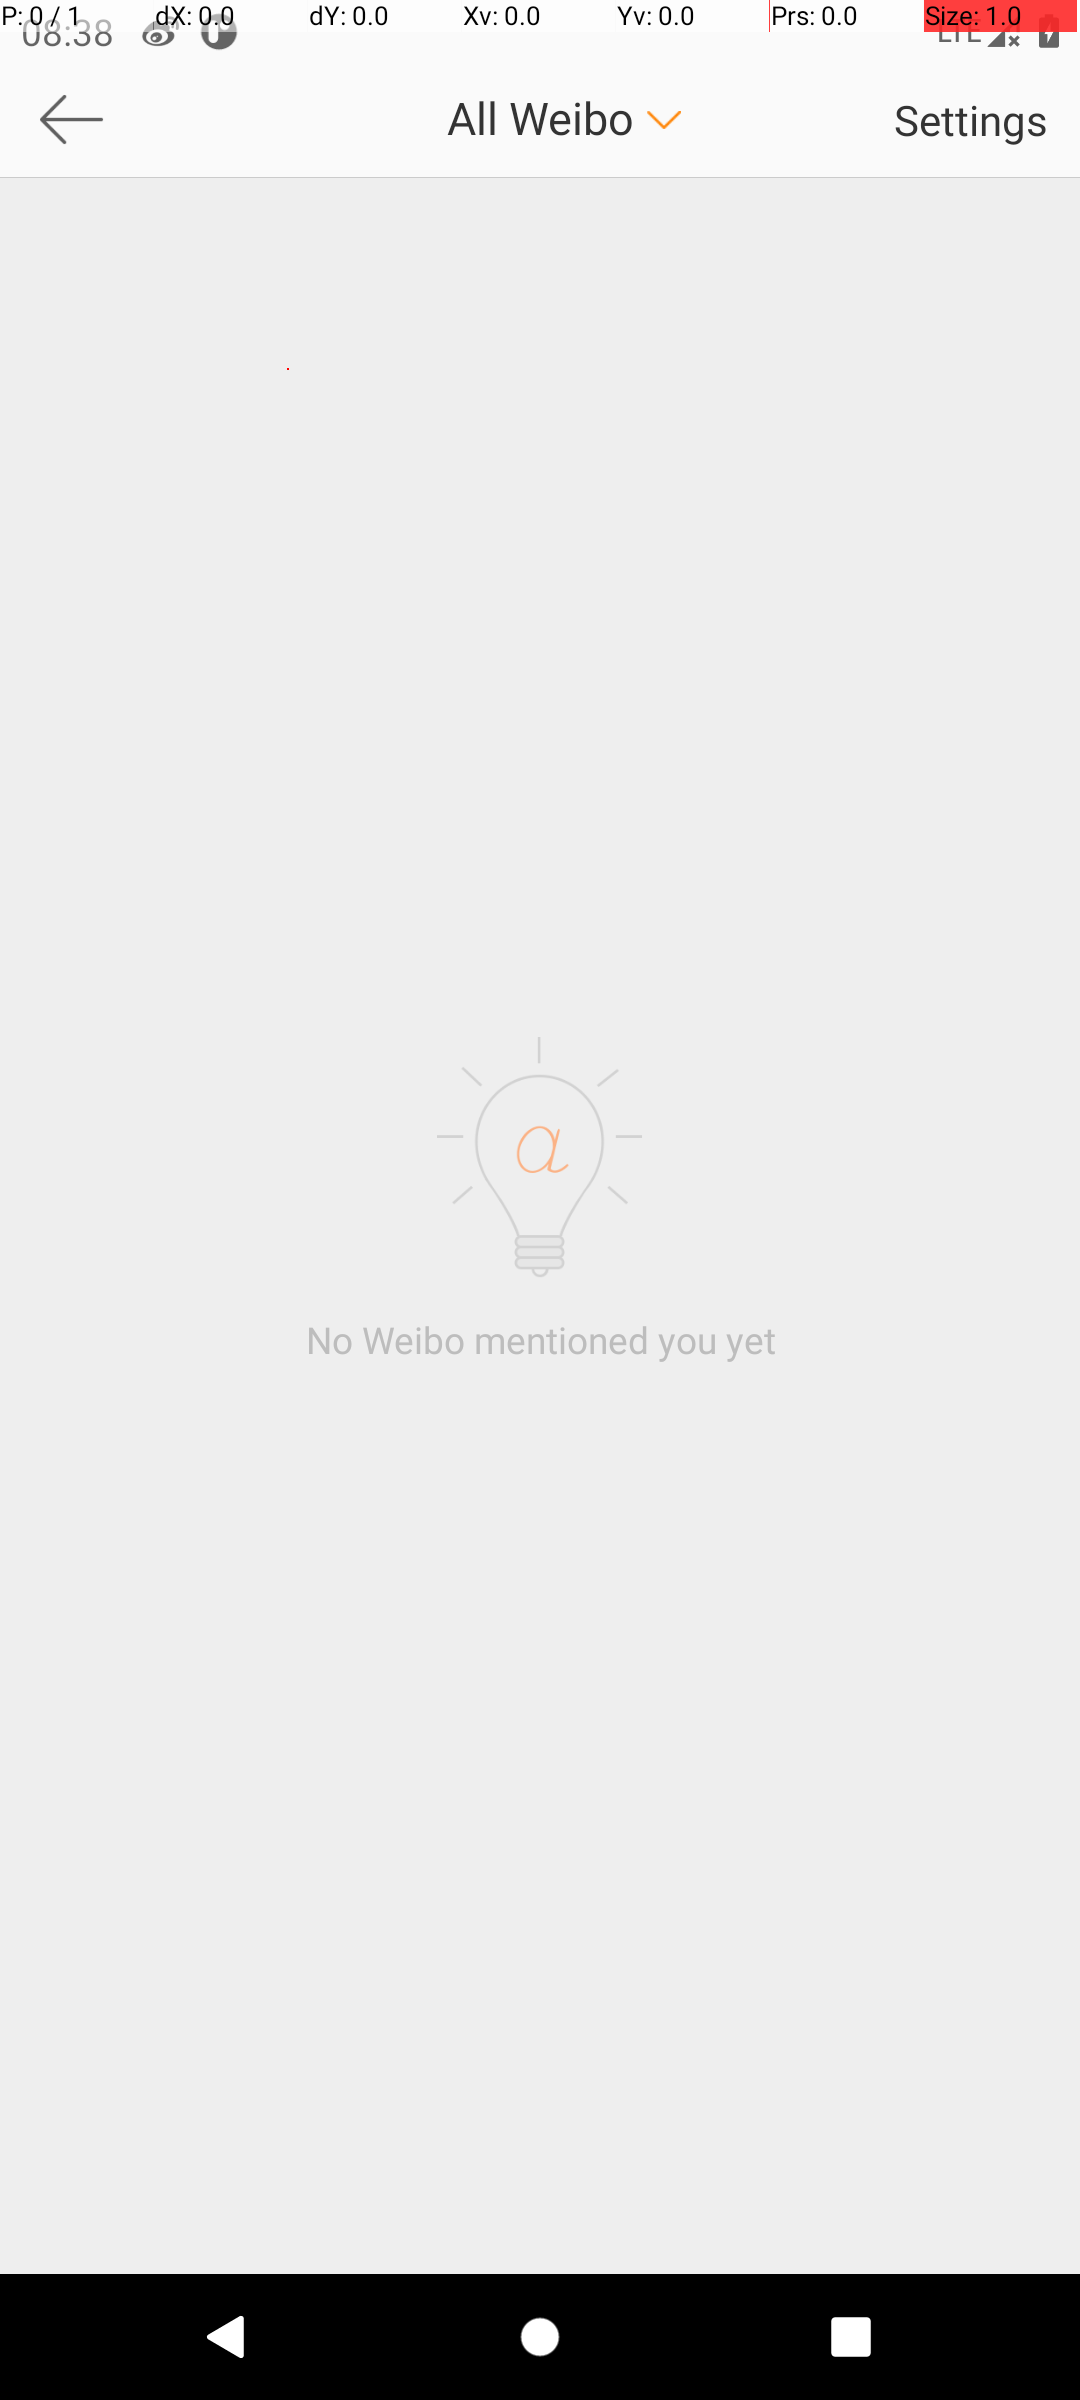 P: 0 / 1 dX: 0.0 dY: 0.0 Xv: 0.0 Yv: 0.0 Prs: 0.0 Size: 1.0
08:38 LTE
All Weibo Settings
a
No Weibo mentioned you yet